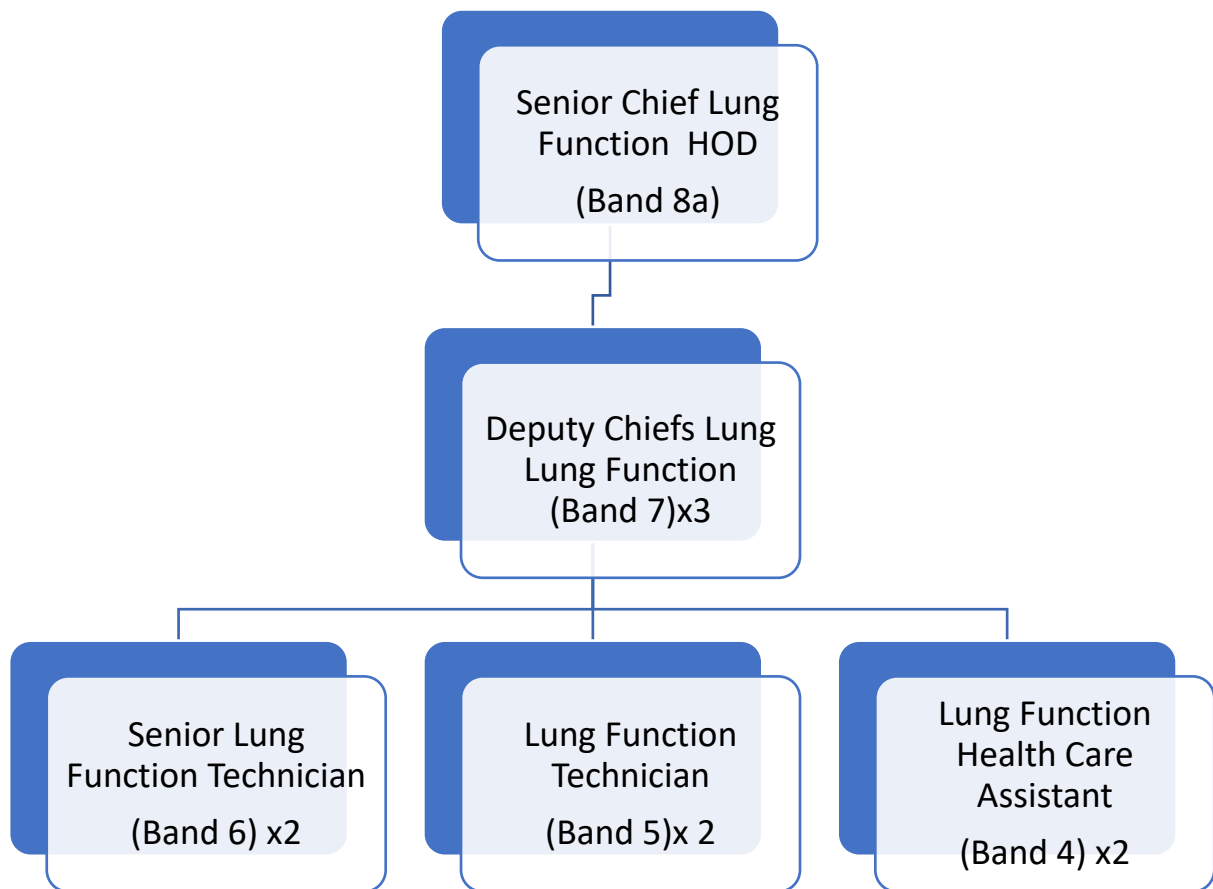 Senior Chief Lung
Function  HOD
(Band 8a)
Deputy Chiefs Lung
Lung Function
(Band 7)x3
Senior Lung
Function Technician
(Band 6) x2
Lung Function
Technician
(Band 5)x 2
Lung Function
Health Care
Assistant
(Band 4) x2